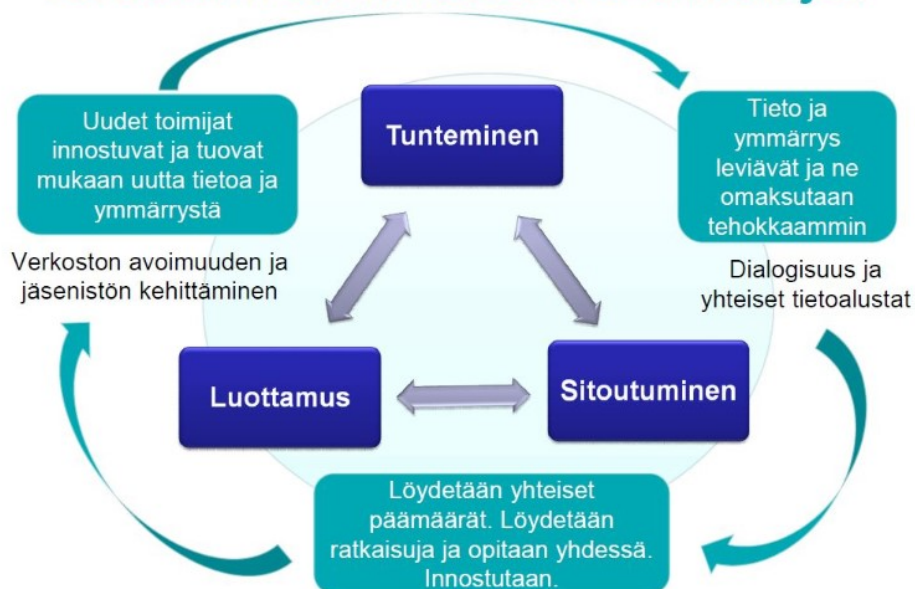 Uudet toimijat
innostuvat ja tuovat
mukaan uutta tietoa ja
ymmärrystä
Verkoston avoimuuden ja
jäsenistön kehittäminen
Tunteminen
Tieto ja
ymmärrys
leviävät ja ne
omaksutaan
tehokkaammin
Dialogisuus ja
yhteiset tietoalustat
Luottamus
Sitoutuminen
Löydetään yhteiset
päämäärät. Löydetään
ratkaisuja ja opitaan yhdessä.
Innostutaan.